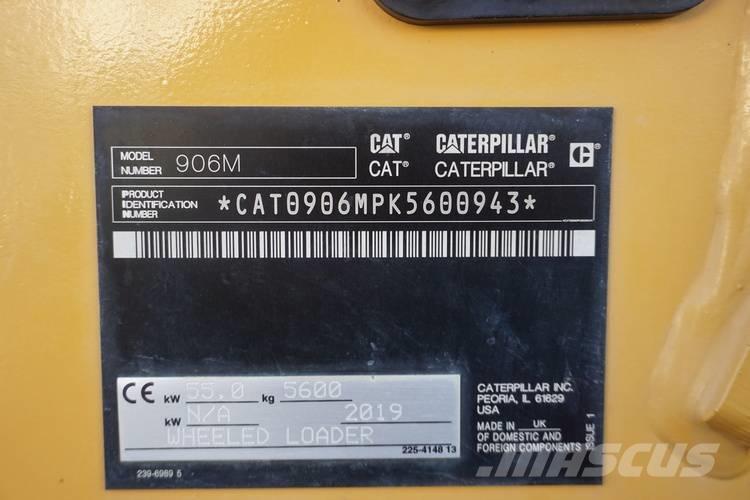 CAT® CATERPILLAR®
MODEL NUMBER 906M
CAT® CATERPILLAR®
PRODUCT IDENTIFICATION NUMBER *CAT0906MPK5600943*
CE kW 55.0 kg 5600
kW N/A 2019
WHEELED LOADER
225-4148 13
239-6989 5
CATERPILLAR INC.
PEORIA, IL 61629
USA
MADE IN UK
OF DOMESTIC AND
FOREIGN COMPONENTS
ISSUE 1
MASCUS